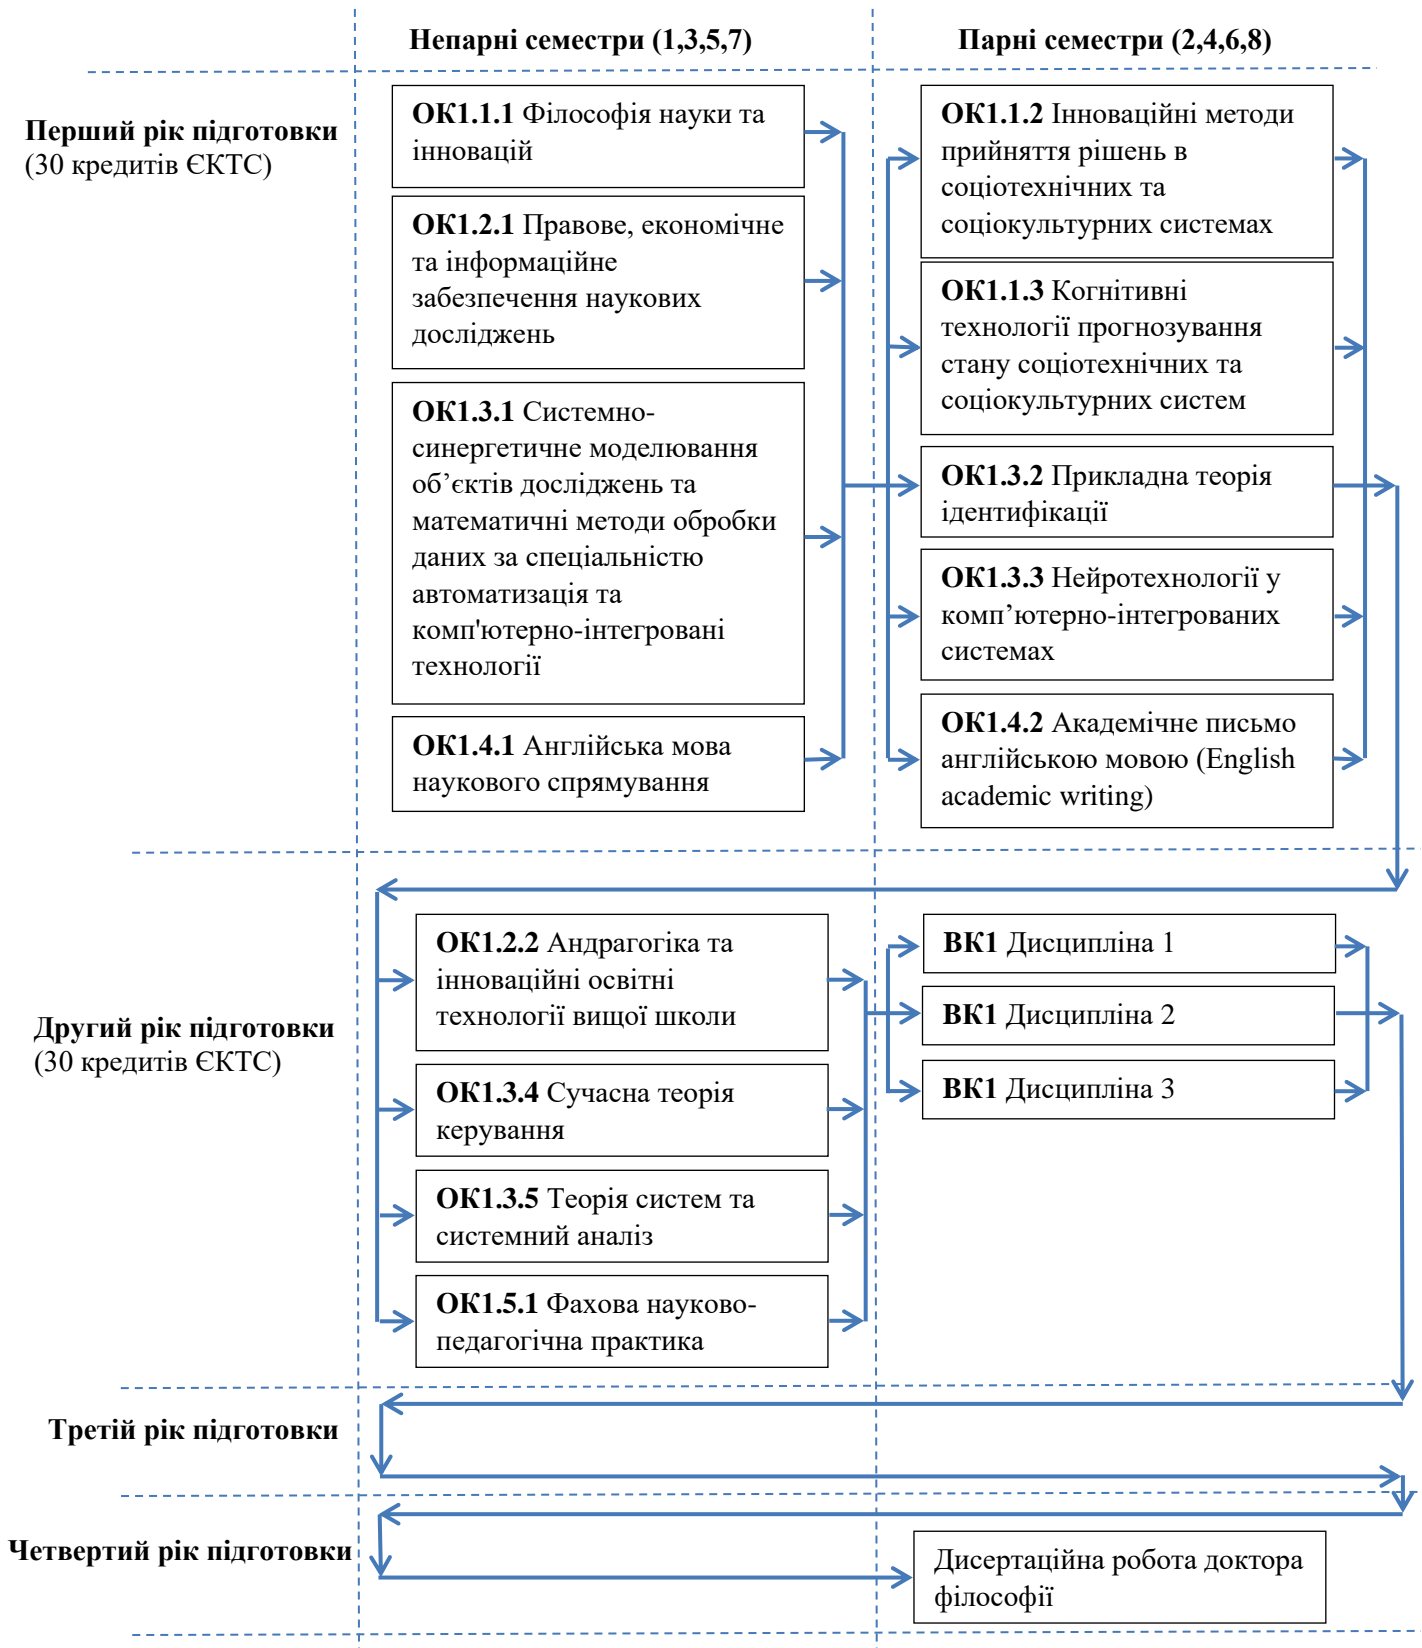 Непарні семестри (1,3,5,7)
Парні семестри (2,4,6,8)
Перший рік підготовки
(30 кредитів ЄКТС)
ОК1.1.1 Філософія науки та
інновацій
ОК1.2.1 Правове, економічне
та інформаційне
забезпечення наукових
досліджень
ОК1.3.1 Системно-
синергетичне моделювання
об’єктів досліджень та
математичні методи обробки
даних за спеціальністю
автоматизація та
комп'ютерно-інтегровані
технології
ОК1.4.1 Англійська мова
наукового спрямування
ОК1.1.2 Інноваційні методи
прийняття рішень в
соціотехнічних та
соціокультурних системах
ОК1.1.3 Когнітивні
технології прогнозування
стану соціотехнічних та
соціокультурних систем
ОК1.3.2 Прикладна теорія
ідентифікації
ОК1.3.3 Нейротехнології у
комп’ютерно-інтегрованих
системах
ОК1.4.2 Академічне письмо
англійською мовою (English
academic writing)
Другий рік підготовки
(30 кредитів ЄКТС)
ОК1.2.2 Андрагогіка та
інноваційні освітні
технології вищої школи
ОК1.3.4 Сучасна теорія
керування
ОК1.3.5 Теорія систем та
системний аналіз
ОК1.5.1 Фахова науково-
педагогічна практика
ВК1 Дисципліна 1
ВК1 Дисципліна 2
ВК1 Дисципліна 3
Третій рік підготовки
Четвертий рік підготовки
Дисертаційна робота доктора
філософії